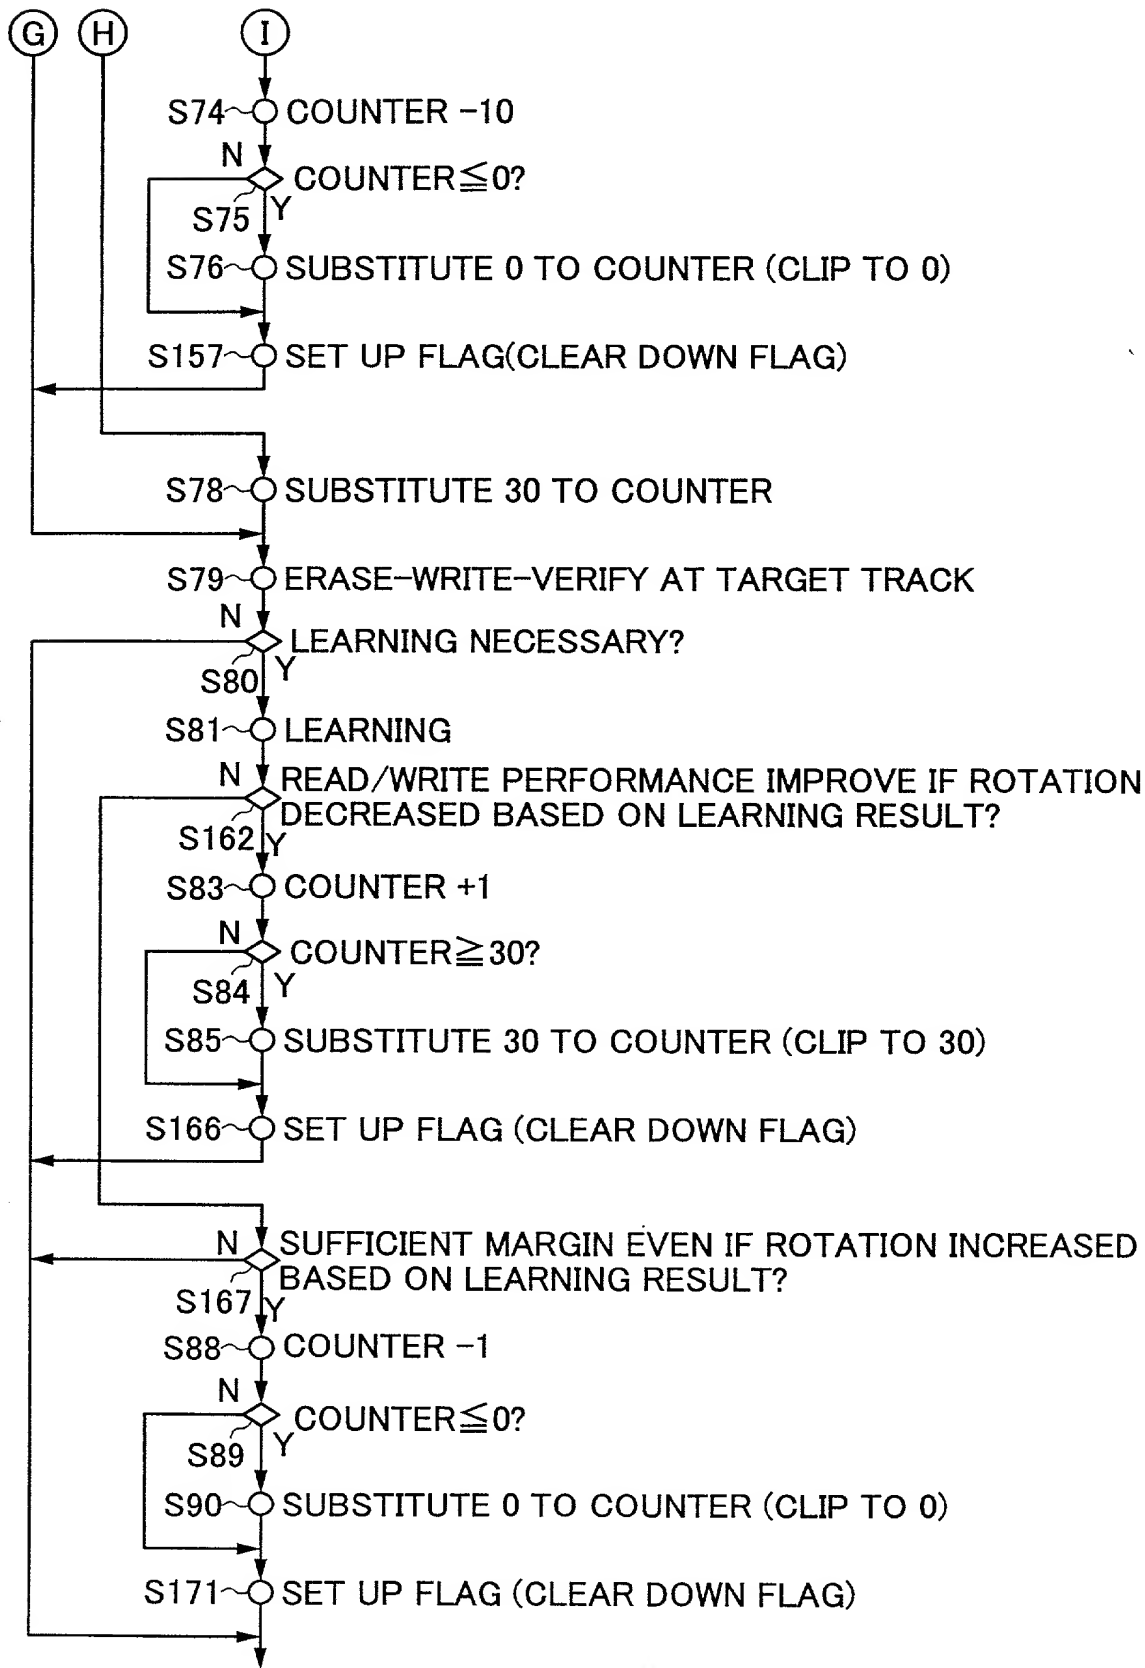 G H I
S74 COUNTER -10
N
COUNTER≦0?
S75 Y
S76 SUBSTITUTE 0 TO COUNTER (CLIP TO 0)
S157 SET UP FLAG(CLEAR DOWN FLAG)
S78 SUBSTITUTE 30 TO COUNTER
S79 ERASE-WRITE-VERIFY AT TARGET TRACK
N
LEARNING NECESSARY?
S80 Y
S81 LEARNING
N READ/WRITE PERFORMANCE IMPROVE IF ROTATION
DECREASED BASED ON LEARNING RESULT?
S162 Y
S83 COUNTER +1
N
COUNTER≧30?
S84 Y
S85 SUBSTITUTE 30 TO COUNTER (CLIP TO 30)
S166 SET UP FLAG (CLEAR DOWN FLAG)
N SUFFICIENT MARGIN EVEN IF ROTATION INCREASED
BASED ON LEARNING RESULT?
S167 Y
S88 COUNTER -1
N
COUNTER≦0?
S89 Y
S90 SUBSTITUTE 0 TO COUNTER (CLIP TO 0)
S171 SET UP FLAG (CLEAR DOWN FLAG)